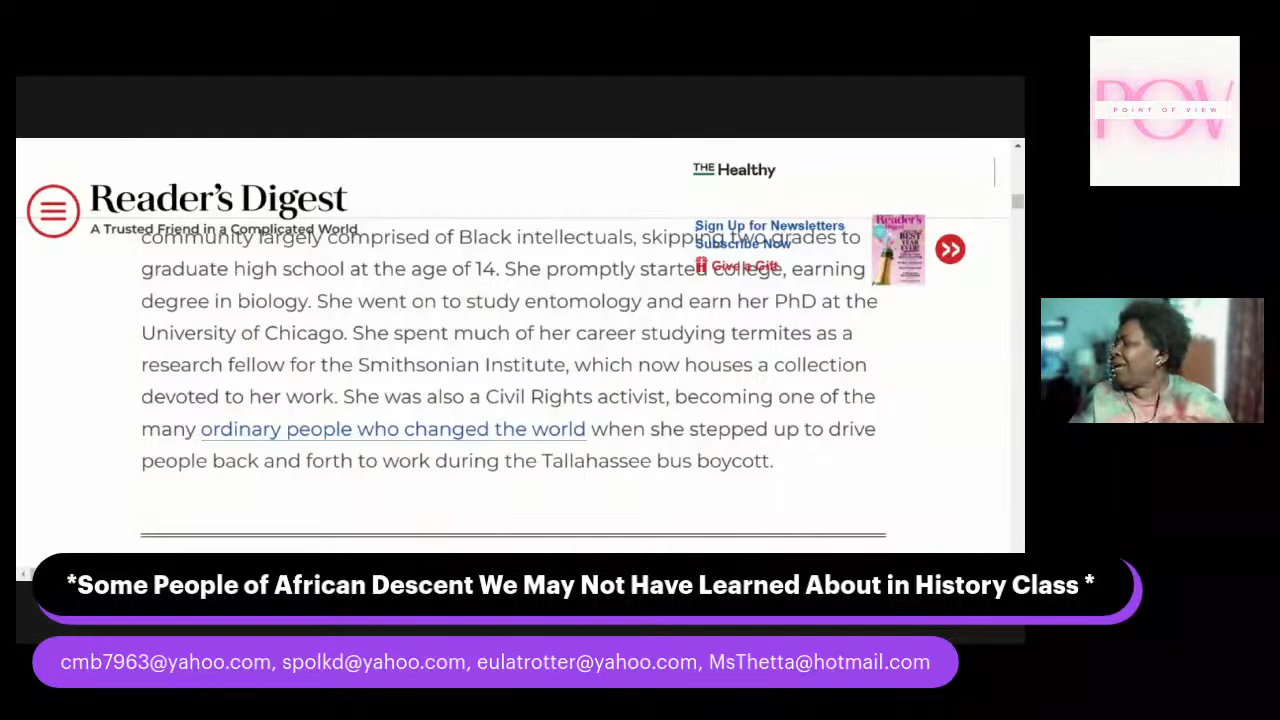 POV
POINT OF VIEW
THE Healthy
Reader's Digest
A Trusted Friend in a Complicated World
Sign Up for Newsletters
Subscribe Now
Give a Gift
Reader's
BEST
YEAR
EVER!
community largely comprised of Black intellectuals, skipping two grades to
graduate high school at the age of 14. She promptly started college, earning
degree in biology. She went on to study entomology and earn her PhD at the
University of Chicago. She spent much of her career studying termites as a
research fellow for the Smithsonian Institute, which now houses a collection
devoted to her work. She was also a Civil Rights activist, becoming one of the
many ordinary people who changed the world when she stepped up to drive
people back and forth to work during the Tallahassee bus boycott.
*Some People of African Descent We May Not Have Learned About in History Class *
cmb7963@yahoo.com, spolkd@yahoo.com, eulatrotter@yahoo.com, MsThetta@hotmail.com